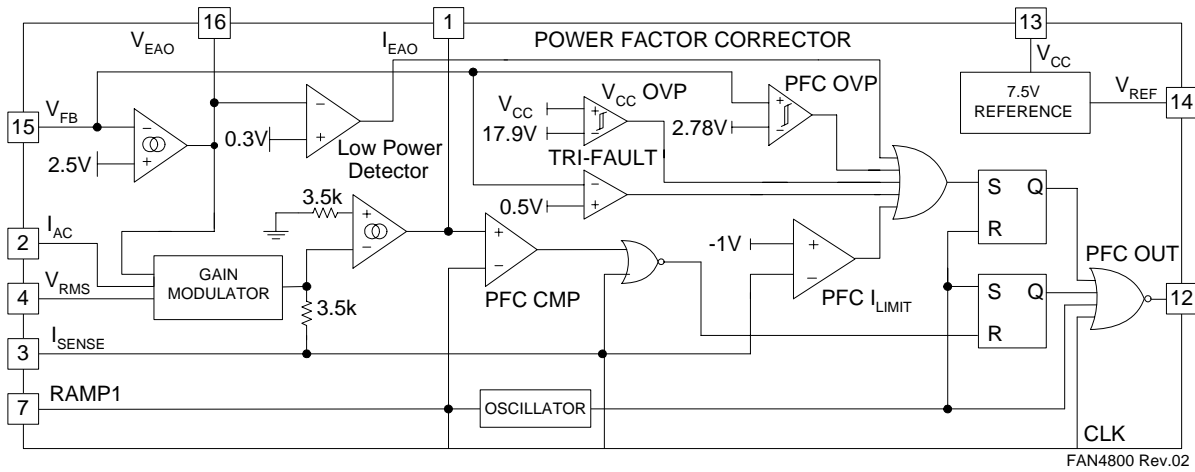 16
1
13
V_EAO
I_EAO
POWER FACTOR CORRECTOR
V_CC
7.5V
REFERENCE
V_REF
14
15
V_FB
2.5V
0.3V
Low Power
Detector
V_CC
17.9V
V_CC OVP
PFC OVP
2.78V
TRI-FAULT
0.5V
3.5k
S
Q
R
2
I_AC
-1V
PFC OUT
4
V_RMS
GAIN
MODULATOR
3.5k
PFC CMP
PFC I_LIMIT
S
Q
R
12
3
I_SENSE
7
RAMP1
OSCILLATOR
CLK
FAN4800 Rev.02
−
+
−
+
+
−
+
−
−
+
+
−
+
−
+
−